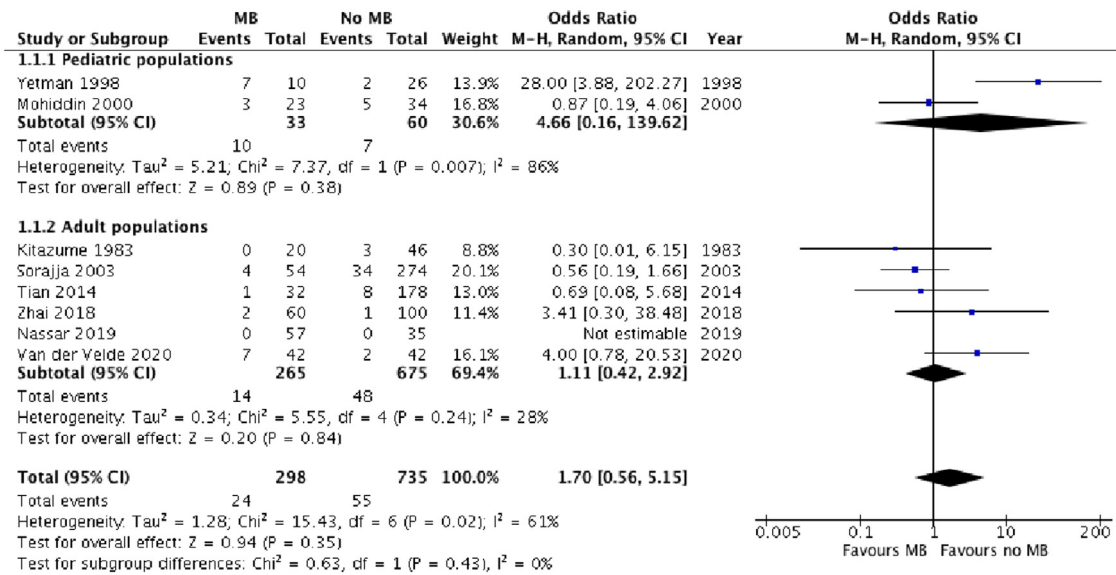 MB No MB Odds Ratio Odds Ratio
Study or Subgroup Events Total Events Total Weight M-H, Random, 95% CI Year M-H, Random, 95% CI
1.1.1 Pediatric populations
Yetman 1998 7 10 2 26 13.9% 28.00 [3.88, 202.27] 1998
Mohiddin 2000 3 23 5 34 16.8% 0.87 [0.19, 4.06] 2000
Subtotal (95% CI) 33 60 30.6% 4.66 [0.16, 139.62]
Total events 10 7
Heterogeneity: Tau² = 5.21; Chi² = 7.37, df = 1 (P = 0.007); I² = 86%
Test for overall effect: Z = 0.89 (P = 0.38)
1.1.2 Adult populations
Kitazume 1983 0 20 3 46 8.8% 0.30 [0.01, 6.15] 1983
Sorajja 2003 4 54 34 274 20.1% 0.56 [0.19, 1.66] 2003
Tian 2014 1 32 8 178 13.0% 0.69 [0.08, 5.68] 2014
Zhai 2018 2 60 1 100 11.4% 3.41 [0.30, 38.48] 2018
Nassar 2019 0 57 0 35 Not estimable 2019
Van der Velde 2020 7 42 2 42 16.1% 4.00 [0.78, 20.53] 2020
Subtotal (95% CI) 265 675 69.4% 1.11 [0.42, 2.92]
Total events 14 48
Heterogeneity: Tau² = 0.34; Chi² = 5.55, df = 4 (P = 0.24); I² = 28%
Test for overall effect: Z = 0.20 (P = 0.84)
Total (95% CI) 298 735 100.0% 1.70 [0.56, 5.15]
Total events 24 55
Heterogeneity: Tau² = 1.28; Chi² = 15.43, df = 6 (P = 0.02); I² = 61%
Test for overall effect: Z = 0.94 (P = 0.35)
Test for subgroup differences: Chi² = 0.63, df = 1 (P = 0.43), I² = 0%
0.005 0.1 1 10 200
Favours MB Favours no MB